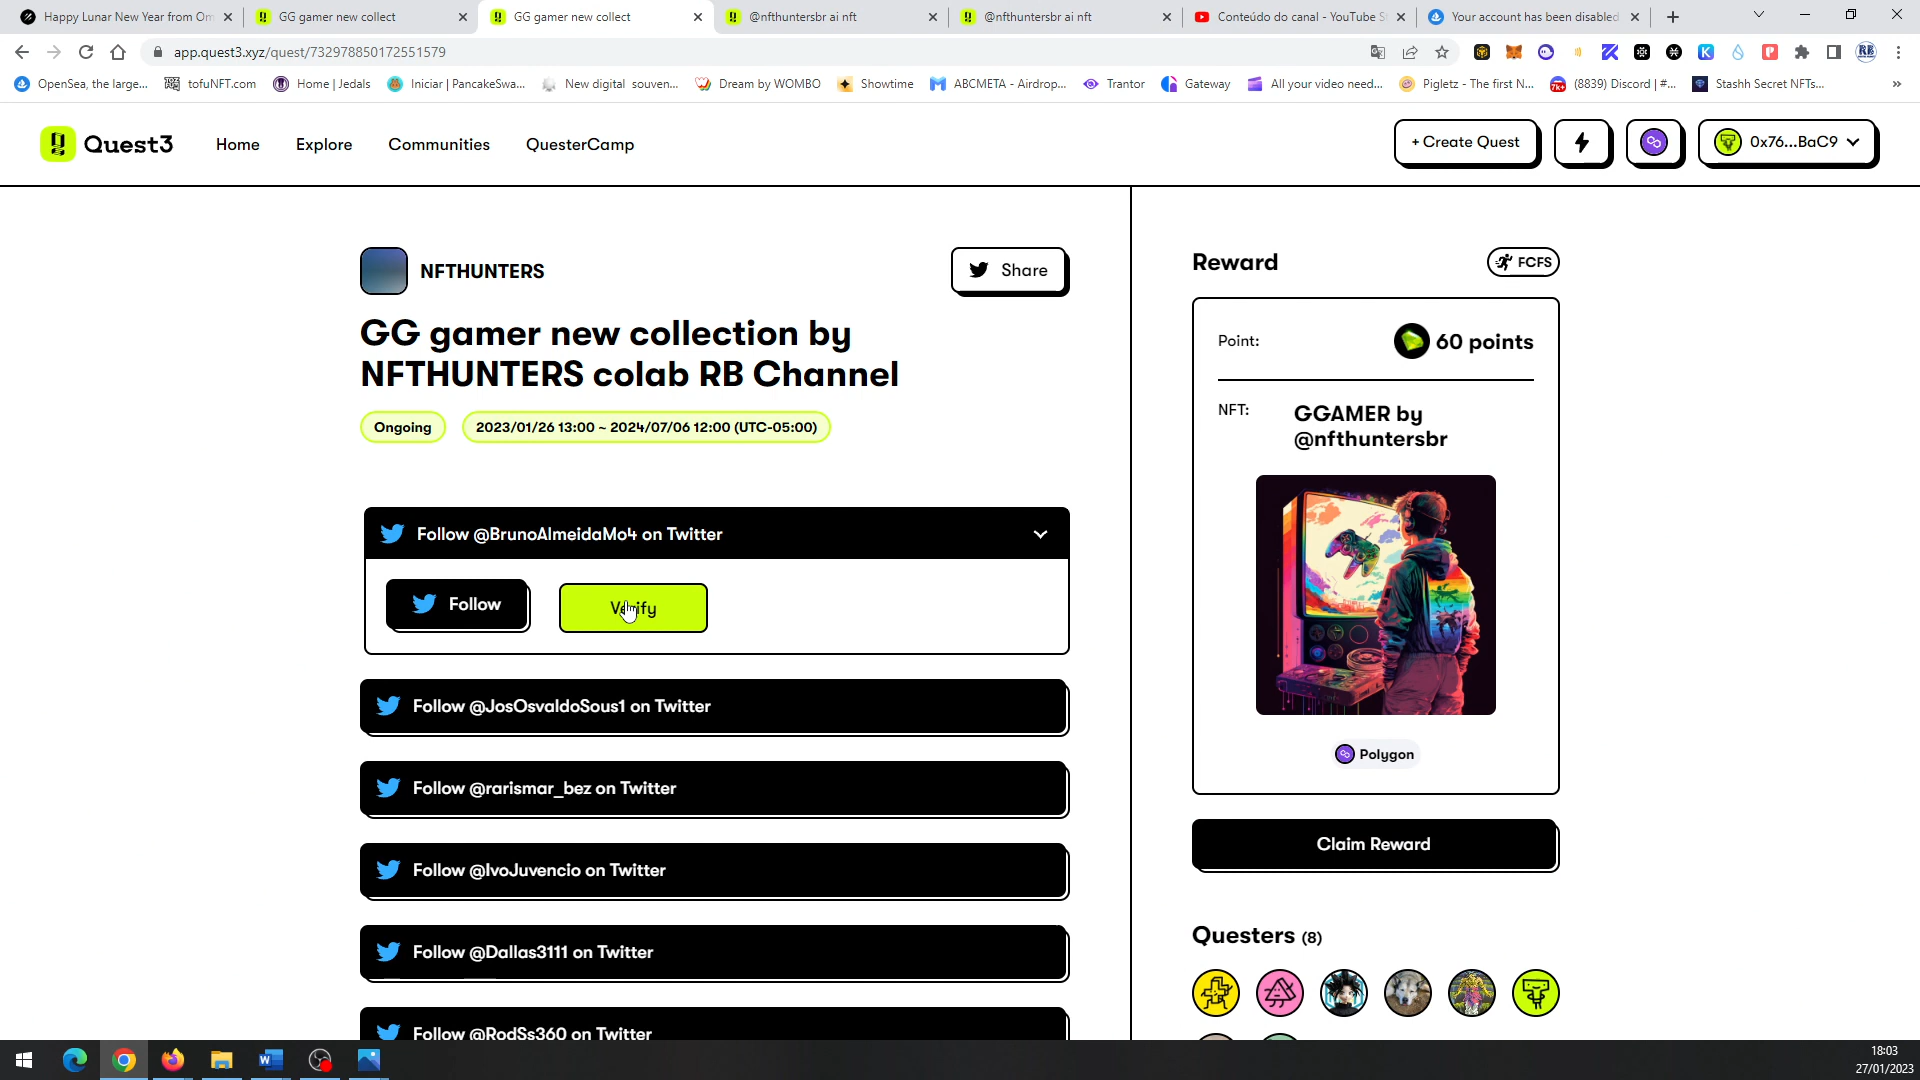 Happy Lunar New Year from Om
GG gamer new collect
GG gamer new collect
@nfthuntersbr ai nft
@nfthuntersbr ai nft
Conteúdo do canal - YouTube S
Your account has been disabled
app.quest3.xyz/quest/732978850172551579
OpenSea, the large...
tofuNFT.com
Home | Jedals
Iniciar | PancakeSwa...
New digital souven...
Dream by WOMBO
Showtime
ABCMETA - Airdrop...
Trantor
Gateway
All your video need...
Pigletz - The first N...
(8839) Discord | #...
Stashh Secret NFTs...
Quest3
Home
Explore
Communities
QuesterCamp
+ Create Quest
0x76...BaC9
NFTHUNTERS
Share
GG gamer new collection by
NFTHUNTERS colab RB Channel
Ongoing
2023/01/26 13:00 ~ 2024/07/06 12:00 (UTC-05:00)
Follow @BrunoAlmeidaMo4 on Twitter
Follow
Verify
Follow @JosOsvaldoSous1 on Twitter
Follow @rarismar_bez on Twitter
Follow @IvoJuvencio on Twitter
Follow @Dallas3111 on Twitter
Follow @RodSs360 on Twitter
Reward
FCFS
Point:
60 points
NFT:
GGAMER by
@nfthuntersbr
Polygon
Claim Reward
Questers (8)
18:03
27/01/2023